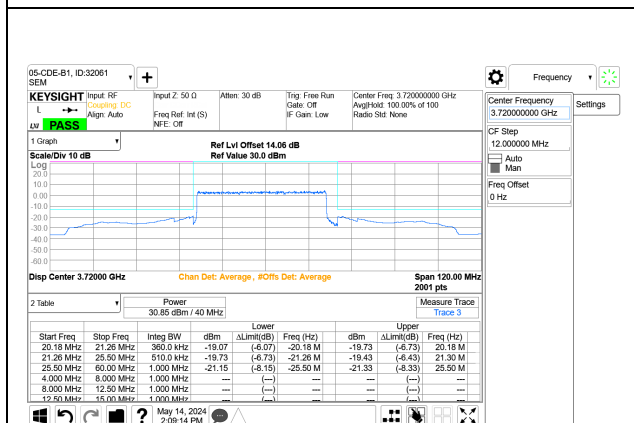 05-CDE-B1, ID:32061
SEM
Frequency
KEYSIGHT
L
LXI
PASS
Input: RF
Coupling: DC
Align: Auto
Input Z: 50 Ω
Freq Ref: Int (S)
NFE: Off
Atten: 30 dB
Trig: Free Run
Gate: Off
IF Gain: Low
Center Freq: 3.720000000 GHz
Avg|Hold: 100.00% of 100
Radio Std: None
Center Frequency
3.720000000 GHz
Settings
CF Step
12.000000 MHz
Auto
Man
Freq Offset
0 Hz
1 Graph
Scale/Div 10 dB
Ref Lvl Offset 14.06 dB
Ref Value 30.0 dBm
Log
20.0
10.0
0.00
-10.0
-20.0
-30.0
-40.0
-50.0
-60.0
Disp Center 3.72000 GHz
Chan Det: Average, #Offs Det: Average
Span 120.00 MHz
2001 pts
2 Table
Power
30.85 dBm / 40 MHz
Measure Trace
Trace 3
Lower Upper
Start Freq Stop Freq Integ BW dBm ΔLimit(dB) Freq (Hz) dBm ΔLimit(dB) Freq (Hz)
20.18 MHz 21.26 MHz 360.0 kHz -19.07 (-6.07) -20.18 M -19.73 (-6.73) 20.18 M
21.26 MHz 25.50 MHz 510.0 kHz -19.73 (-6.73) -21.26 M -19.43 (-6.43) 21.30 M
25.50 MHz 60.00 MHz 1.000 MHz -21.15 (-8.15) -25.50 M -21.33 (-8.33) 25.50 M
4.000 MHz 8.000 MHz 1.000 MHz --- (---) --- --- (---) ---
8.000 MHz 12.50 MHz 1.000 MHz --- (---) --- --- (---) ---
12.50 MHz 15.00 MHz 1.000 MHz --- (---) --- --- (---) ---
May 14, 2024
2:09:14 PM